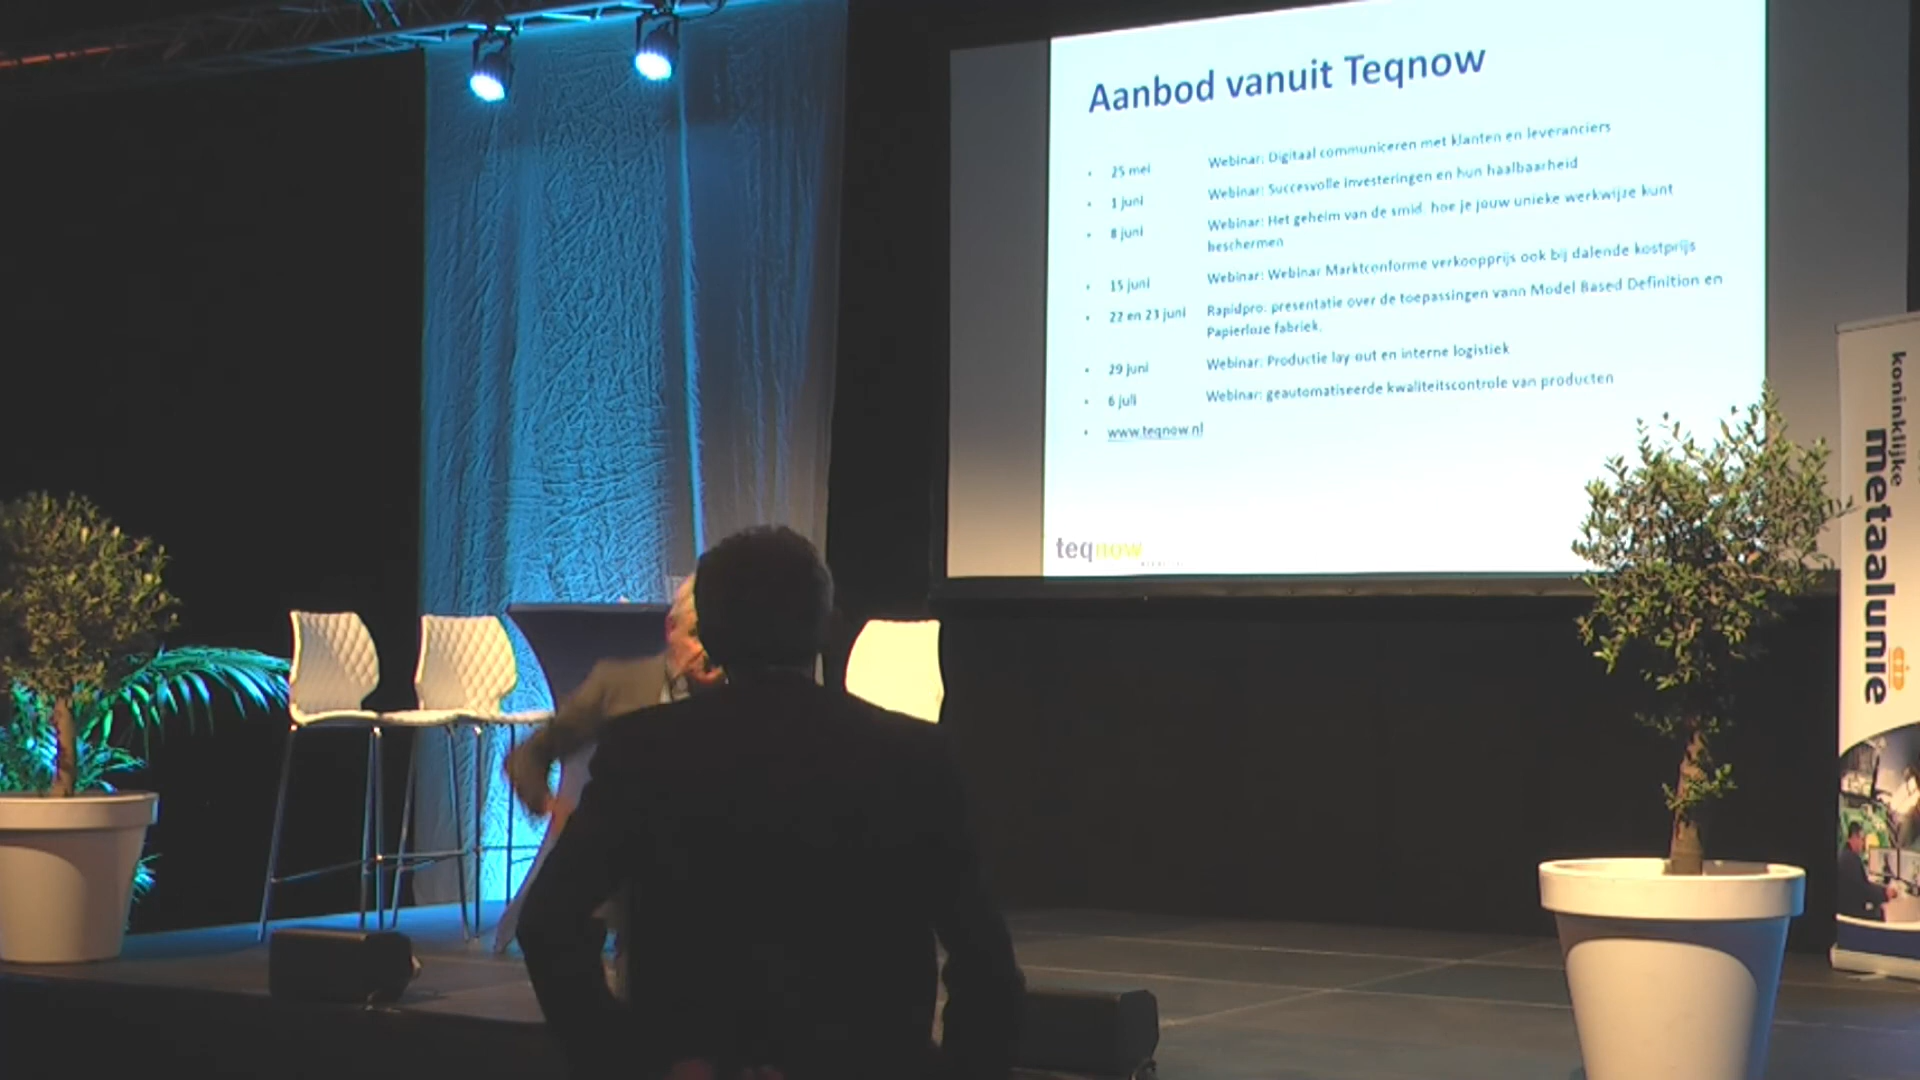 Aanbod vanuit Teqnow
• 25 mei Webinar: Digitaal communiceren met klanten en leveranciers
• 1 juni Webinar: Succesvolle investeringen en hun haalbaarheid
• 8 juni Webinar: Het geheim van de smid: hoe je jouw unieke werkwijze kunt
beschermen
• 15 juni Webinar: Webinar Marktconforme verkoopprijs ook bij dalende kostprijs
• 22 en 23 juni Rapidpro: presentatie over de toepassingen vann Model Based Definition en
Papierloze fabriek.
• 29 juni Webinar: Productie lay out en interne logistiek
• 6 juli Webinar: geautomatiseerde kwaliteitscontrole van producten
• www.teqnow.nl
teqnow
koninklijke
metaalunie